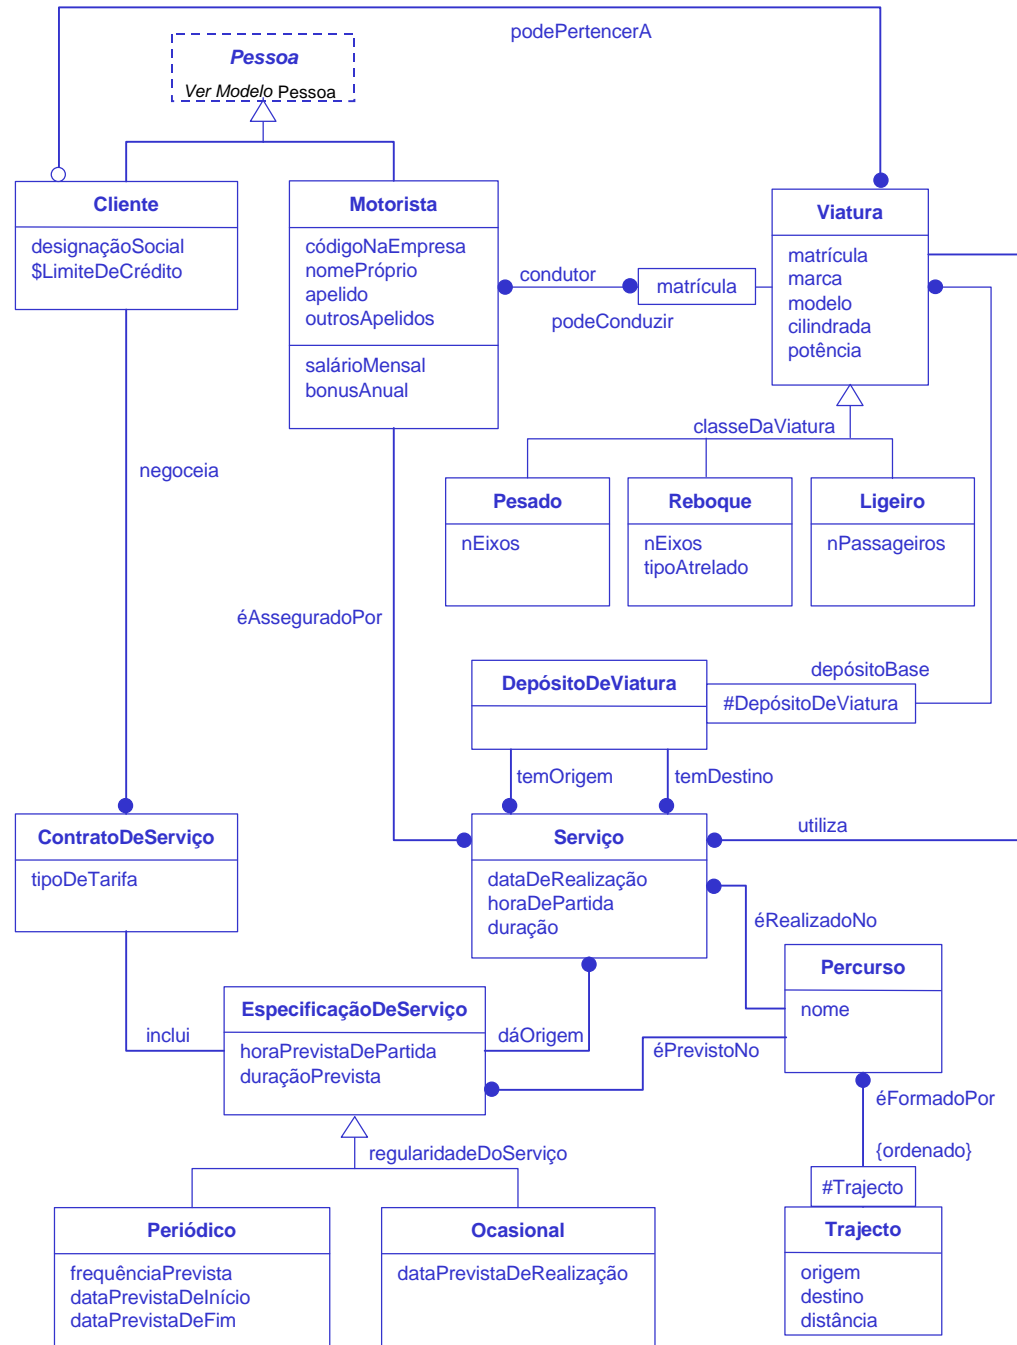 podePertencerA
Pessoa
Ver Modelo Pessoa
Cliente
designaçãoSocial
$LimiteDeCrédito
Motorista
códigoNaEmpresa
nomePróprio
apelido
outrosApelidos
salárioMensal
bonusAnual
condutor
podeConduzir
matrícula
Viatura
matrícula
marca
modelo
cilindrada
potência
classeDaViatura
negoceia
Pesado
nEixos
Reboque
nEixos
tipoAtrelado
Ligeiro
nPassageiros
éAsseguradoPor
DepósitoDeViatura
depósitoBase
#DepósitoDeViatura
temOrigem
temDestino
ContratoDeServiço
tipoDeTarifa
Serviço
dataDeRealização
horaDePartida
duração
utiliza
éRealizadoNo
Percurso
nome
inclui
EspecificaçãoDeServiço
horaPrevistaDePartida
duraçãoPrevista
dáOrigem
éPrevistoNo
éFormadoPor
{ordenado}
regularidadeDoServiço
#Trajecto
Trajecto
origem
destino
distância
Periódico
frequênciaPrevista
dataPrevistaDeInício
dataPrevistaDeFim
Ocasional
dataPrevistaDeRealização